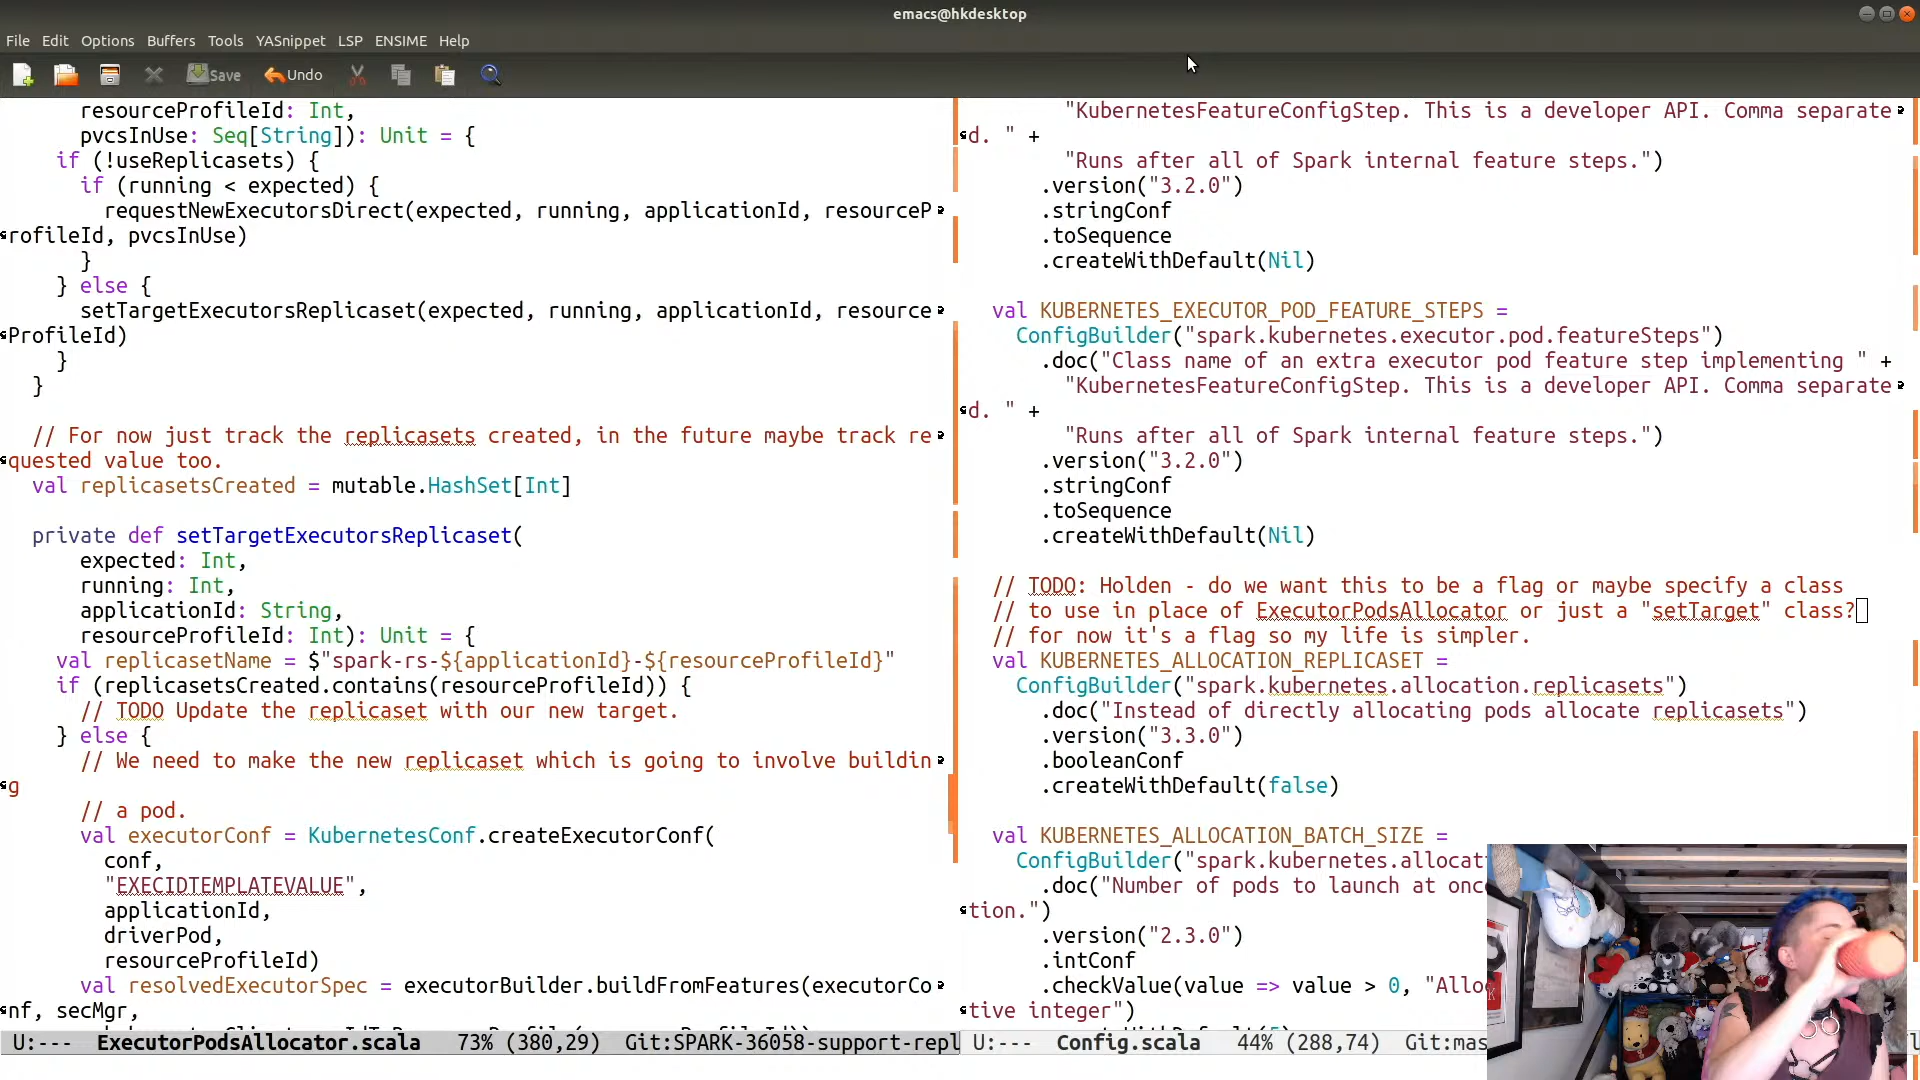 emacs@hkdesktop
File Edit Options Buffers Tools YASnippet LSP ENSIME Help
Save Undo
resourceProfileId: Int,
pvcsInUse: Seq[String]): Unit = {
if (!useReplicasets) {
if (running < expected) {
requestNewExecutorsDirect(expected, running, applicationId, resourceP
rofileId, pvcsInUse)
}
} else {
setTargetExecutorsReplicaset(expected, running, applicationId, resource
ProfileId)
}
}
// For now just track the replicasets created, in the future maybe track re
quested value too.
val replicasetsCreated = mutable.HashSet[Int]
private def setTargetExecutorsReplicaset(
expected: Int,
running: Int,
applicationId: String,
resourceProfileId: Int): Unit = {
val replicasetName = $"spark-rs-${applicationId}-${resourceProfileId}"
if (replicasetsCreated.contains(resourceProfileId)) {
// TODO Update the replicaset with our new target.
} else {
// We need to make the new replicaset which is going to involve buildin
g
// a pod.
val executorConf = KubernetesConf.createExecutorConf(
conf,
"EXECIDTEMPLATEVALUE",
applicationId,
driverPod,
resourceProfileId)
val resolvedExecutorSpec = executorBuilder.buildFromFeatures(executorCo
nf, secMgr,
U:--- ExecutorPodsAllocator.scala 73% (380,29) Git:SPARK-36058-support-repl
"KubernetesFeatureConfigStep. This is a developer API. Comma separate
d. " +
"Runs after all of Spark internal feature steps.")
.version("3.2.0")
.stringConf
.toSequence
.createWithDefault(Nil)
val KUBERNETES_EXECUTOR_POD_FEATURE_STEPS =
ConfigBuilder("spark.kubernetes.executor.pod.featureSteps")
.doc("Class name of an extra executor pod feature step implementing " +
"KubernetesFeatureConfigStep. This is a developer API. Comma separate
d. " +
"Runs after all of Spark internal feature steps.")
.version("3.2.0")
.stringConf
.toSequence
.createWithDefault(Nil)
// TODO: Holden - do we want this to be a flag or maybe specify a class
// to use in place of ExecutorPodsAllocator or just a "setTarget" class?
// for now it's a flag so my life is simpler.
val KUBERNETES_ALLOCATION_REPLICASET =
ConfigBuilder("spark.kubernetes.allocation.replicasets")
.doc("Instead of directly allocating pods allocate replicasets")
.version("3.3.0")
.booleanConf
.createWithDefault(false)
val KUBERNETES_ALLOCATION_BATCH_SIZE =
ConfigBuilder("spark.kubernetes.allocat
.doc("Number of pods to launch at onc
tion.")
.version("2.3.0")
.intConf
.checkValue(value => value > 0, "Allo
tive integer")
U:--- Config.scala 44% (288,74) Git:mas